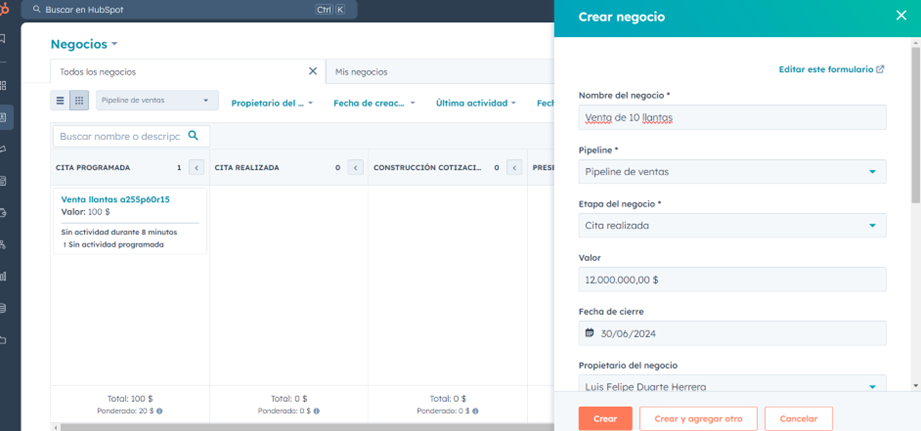 Buscar en HubSpot Ctrl K
Negocios
Todos los negocios
Mis negocios
Pipeline de ventas
Propietario del ...
Fecha de creac...
Última actividad
Fecl
Buscar nombre o descripc
CITA PROGRAMADA 1
CITA REALIZADA 0
CONSTRUCCIÓN COTIZACI... 0
PRESE
Venta llantas a255p60r15
Valor: 100 $
Sin actividad durante 8 minutos
! Sin actividad programada
Total: 100 $
Ponderado: 20 $
Total: 0 $
Ponderado: 0 $
Total: 0 $
Ponderado: 0 $
Crear negocio
Editar este formulario
Nombre del negocio *
Venta de 10 llantas
Pipeline *
Pipeline de ventas
Etapa del negocio *
Cita realizada
Valor
12.000.000,00 $
Fecha de cierre
30/06/2024
Propietario del negocio
Luis Felipe Duarte Herrera
Crear
Crear y agregar otro
Cancelar